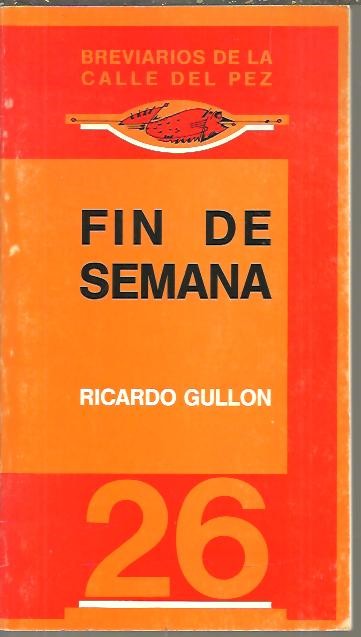 BREVIARIOS DE LA
CALLE DEL PEZ
FIN DE
SEMANA
RICARDO GULLON
26